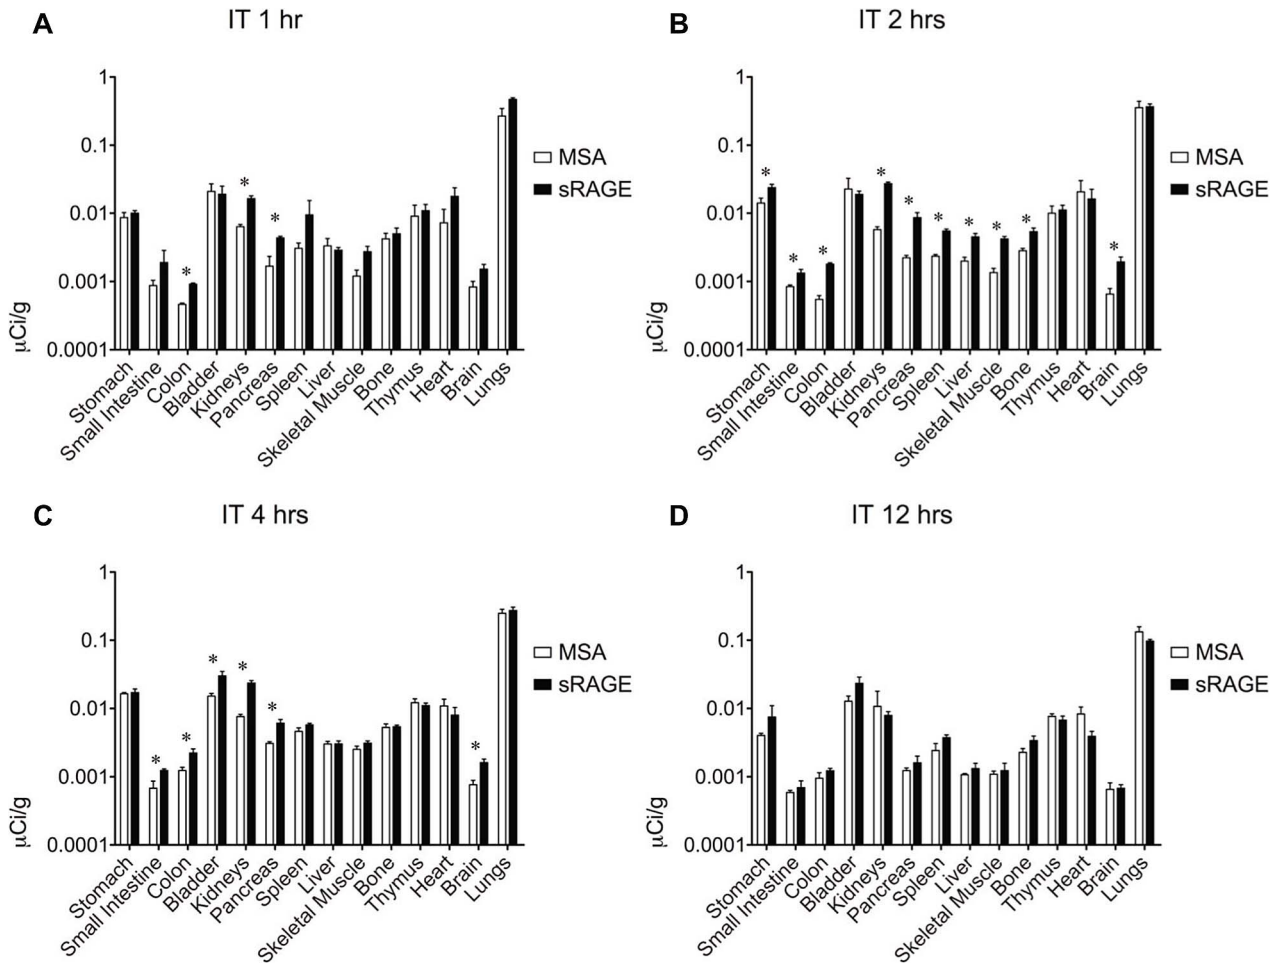 A
IT 1 hr
1
0.1
0.01
0.001
0.0001
µCi/g
* * *
MSA
sRAGE
Stomach
Small Intestine
Colon
Bladder
Kidneys
Pancreas
Spleen
Liver
Skeletal Muscle
Bone
Thymus
Heart
Brain
Lungs
B
IT 2 hrs
1
0.1
0.01
0.001
0.0001
µCi/g
* * * * * * * * * *
MSA
sRAGE
Stomach
Small Intestine
Colon
Bladder
Kidneys
Pancreas
Spleen
Liver
Skeletal Muscle
Bone
Thymus
Heart
Brain
Lungs
C
IT 4 hrs
1
0.1
0.01
0.001
0.0001
µCi/g
* * * * * *
MSA
sRAGE
Stomach
Small Intestine
Colon
Bladder
Kidneys
Pancreas
Spleen
Liver
Skeletal Muscle
Bone
Thymus
Heart
Brain
Lungs
D
IT 12 hrs
1
0.1
0.01
0.001
0.0001
µCi/g
MSA
sRAGE
Stomach
Small Intestine
Colon
Bladder
Kidneys
Pancreas
Spleen
Liver
Skeletal Muscle
Bone
Thymus
Heart
Brain
Lungs